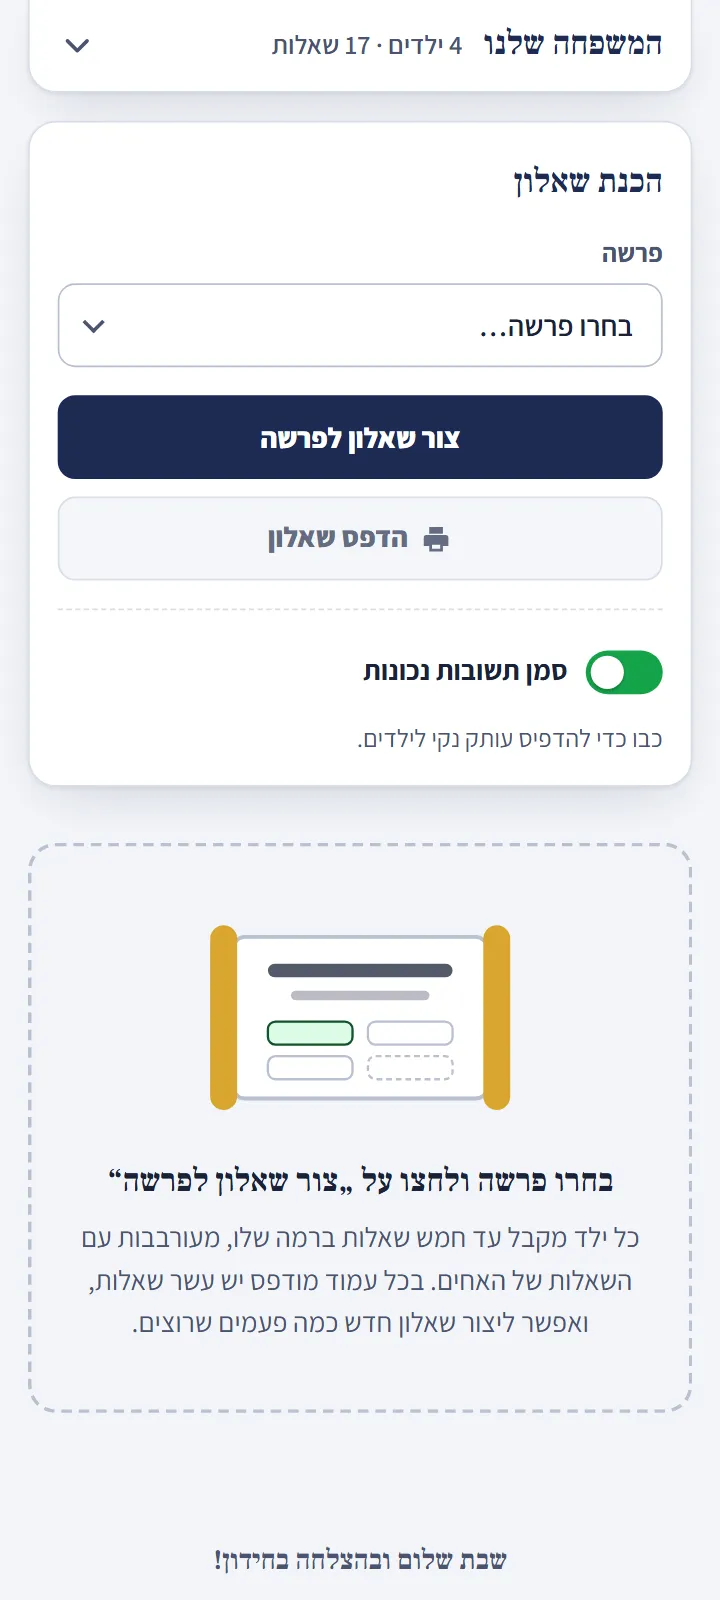 המשפחה שלנו 4 ילדים · 17 שאלות
הכנת שאלון
פרשה
בחרו פרשה...
צור שאלון לפרשה
הדפס שאלון
סמן תשובות נכונות
כבו כדי להדפיס עותק נקי לילדים.
בחרו פרשה ולחצו על „צור שאלון לפרשה“
כל ילד מקבל עד חמש שאלות ברמה שלו, מעורבבות עם
השאלות של האחים. בכל עמוד מודפס יש עשר שאלות,
ואפשר ליצור שאלון חדש כמה פעמים שרוצים.
שבת שלום ובהצלחה בחידון!